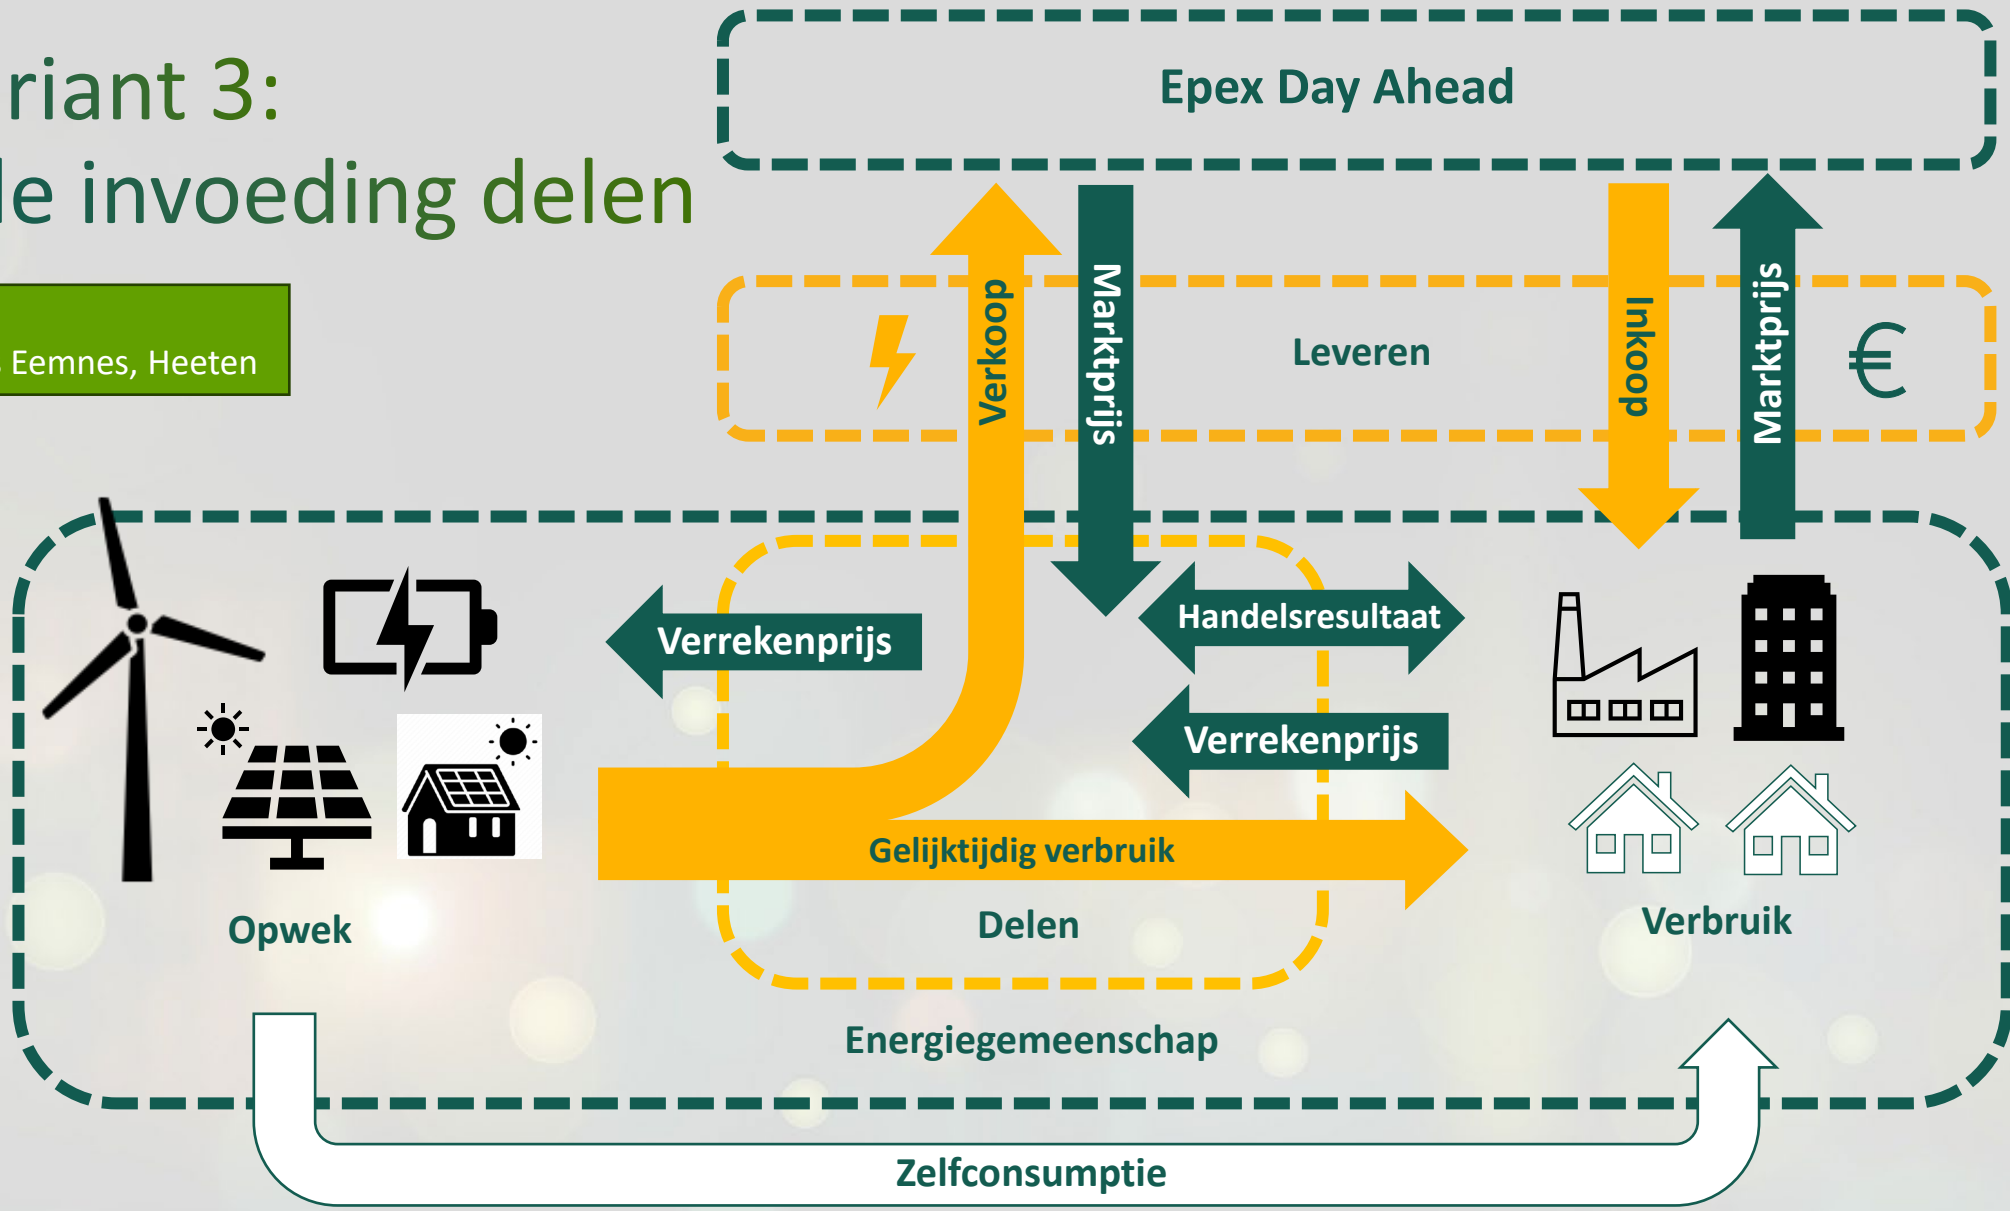 riant 3:
le invoeding delen
Eemnes, Heeten
Epex Day Ahead
Verkoop
Marktprijs
Leveren
Inkoop
Marktprijs
€
Verrekenprijs
Handelsresultaat
Verrekenprijs
Gelijktijdig verbruik
Opwek
Delen
Verbruik
Energiegemeenschap
Zelfconsumptie